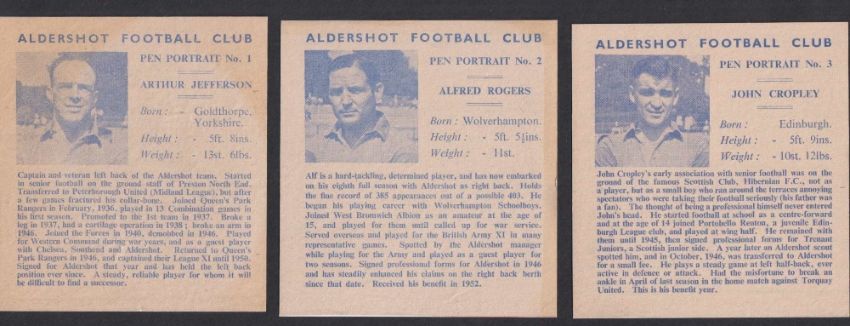 ALDERSHOT FOOTBALL CLUB
PEN PORTRAIT No. 1
ARTHUR JEFFERSON
Born: - Goldthorpe,
Yorkshire.
Height: - 5ft. 8ins.
Weight: - 13st. 6lbs.
Captain and veteran left back of the Aldershot team. Started
in senior football on the ground staff of Preston North End.
Transferred to Peterborough United (Midland League), but after
a few games fractured his collar-bone. Joined Queen's Park
Rangers in February, 1936, played in 13 Combination games in
his first season. Promoted to the 1st team in 1937. Broke a
leg in 1937, had a cartilage operation in 1938; broke an arm in
1946. Joined the Forces in 1940, demobbed in 1946. Played
for Western Command during war years, and as a guest player
with Chelsea, Southend and Aldershot. Returned to Queen's
Park Rangers in 1946, and captained their League XI until 1950.
Signed for Aldershot that year and has held the left back
position ever since. A steady, reliable player for whom it will
be difficult to find a successor.
ALDERSHOT FOOTBALL CLUB
PEN PORTRAIT No. 2
ALFRED ROGERS
Born: Wolverhampton.
Height: - 5ft. 5½ins.
Weight: - 11st.
Alf is a hard-tackling, determined player, and has now embarked
on his eighth full season with Aldershot as right back. Holds
the fine record of 385 appearances out of a possible 403. He
began his playing career with Wolverhampton Schoolboys.
Joined West Bromwich Albion as an amateur at the age of
15, and played for them until called up for war service.
Served overseas and played for the British Army XI in many
representative games. Spotted by the Aldershot manager
while playing for the Army and played as a guest player for
two seasons. Signed professional forms for Aldershot in 1946
and has steadily enhanced his claims on the right back berth
since that date. Received his benefit in 1952.
ALDERSHOT FOOTBALL CLUB
PEN PORTRAIT No. 3
JOHN CROPLEY
Born: Edinburgh.
Height: - 5ft. 9ins.
Weight: - 10st. 12lbs.
John Cropley's early association with senior football was on the
ground of the famous Scottish Club, Hibernian F.C., not as
a player, but as a small boy who ran around the terraces annoying
spectators who were taking their football seriously (his father was
a fan). The thought of being a professional himself never entered
John's head. He started football at school as a centre-forward
and at the age of 14 joined Portobello Renton, a juvenile Edin-
burgh League club, and played at wing half. He remained with
them until 1945, then signed professional forms for Tranent
Juniors, a Scottish junior side. A year later an Aldershot scout
spotted him, and in October, 1946, was transferred to Aldershot
for a small fee. He plays a steady game at left half-back, ever
active in defence or attack. Had the misfortune to break an
ankle in April of last season in the home match against Torquay
United. This is his benefit year.